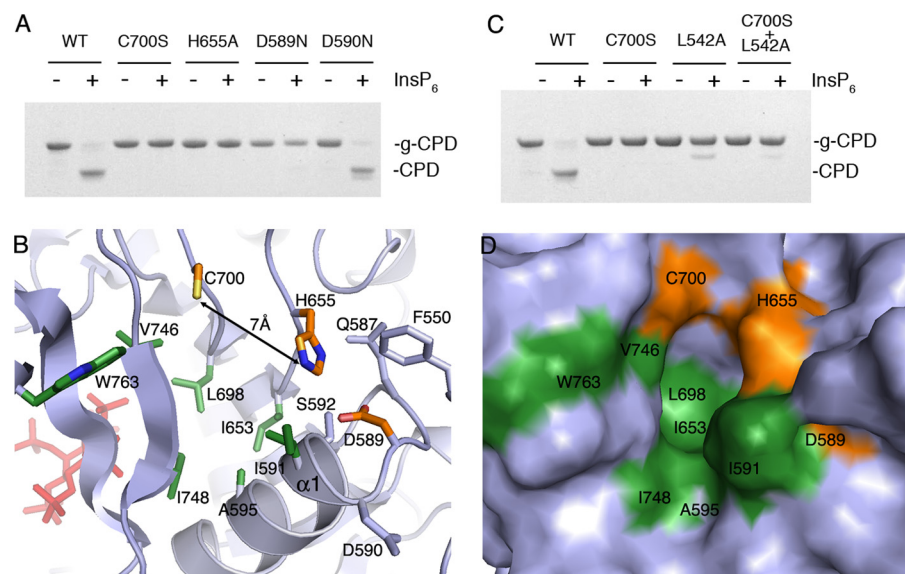 A
WT C700S H655A D589N D590N
- + - + - + - + - + InsP6
-g-CPD
-CPD
C
WT C700S L542A C700S + L542A
- + - + - + - + InsP6
-g-CPD
-CPD
B
C700
H655
7Å
Q587
F550
V746
W763
L698
S592
I653
D589
I591
α1
I748
A595
D590
D
C700
H655
V746
W763
L698
I653
D589
I591
I748
A595